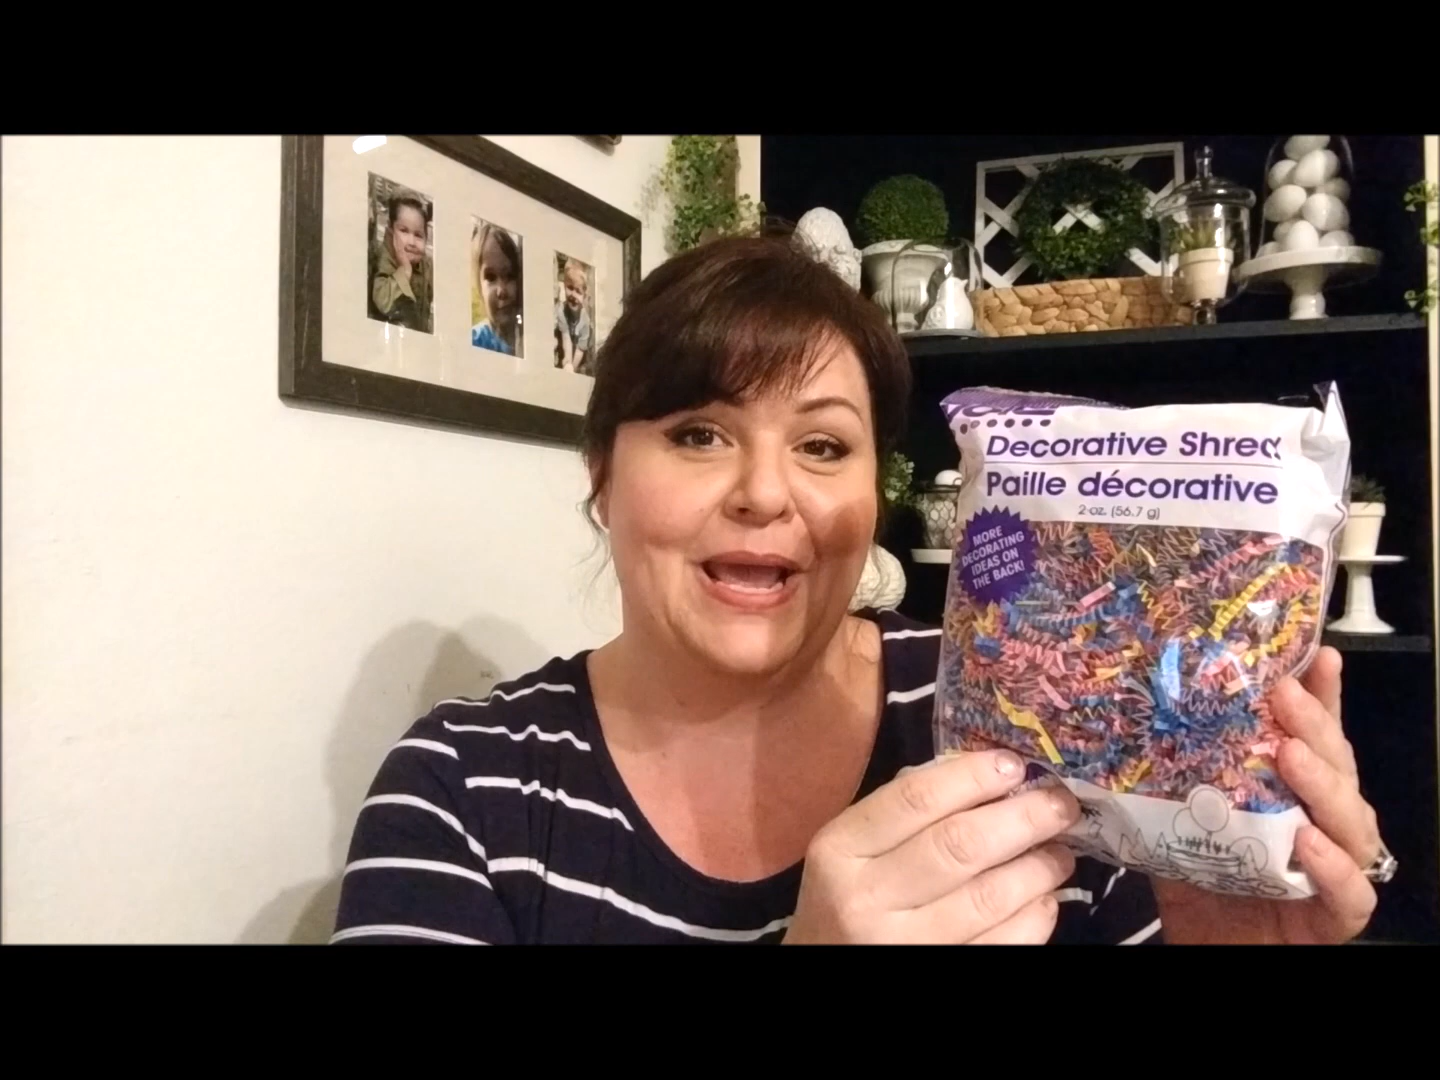 Decorative Shred
Paille décorative
2 oz. (56.7 g)
MORE
DECORATING
IDEAS ON
THE BACK!